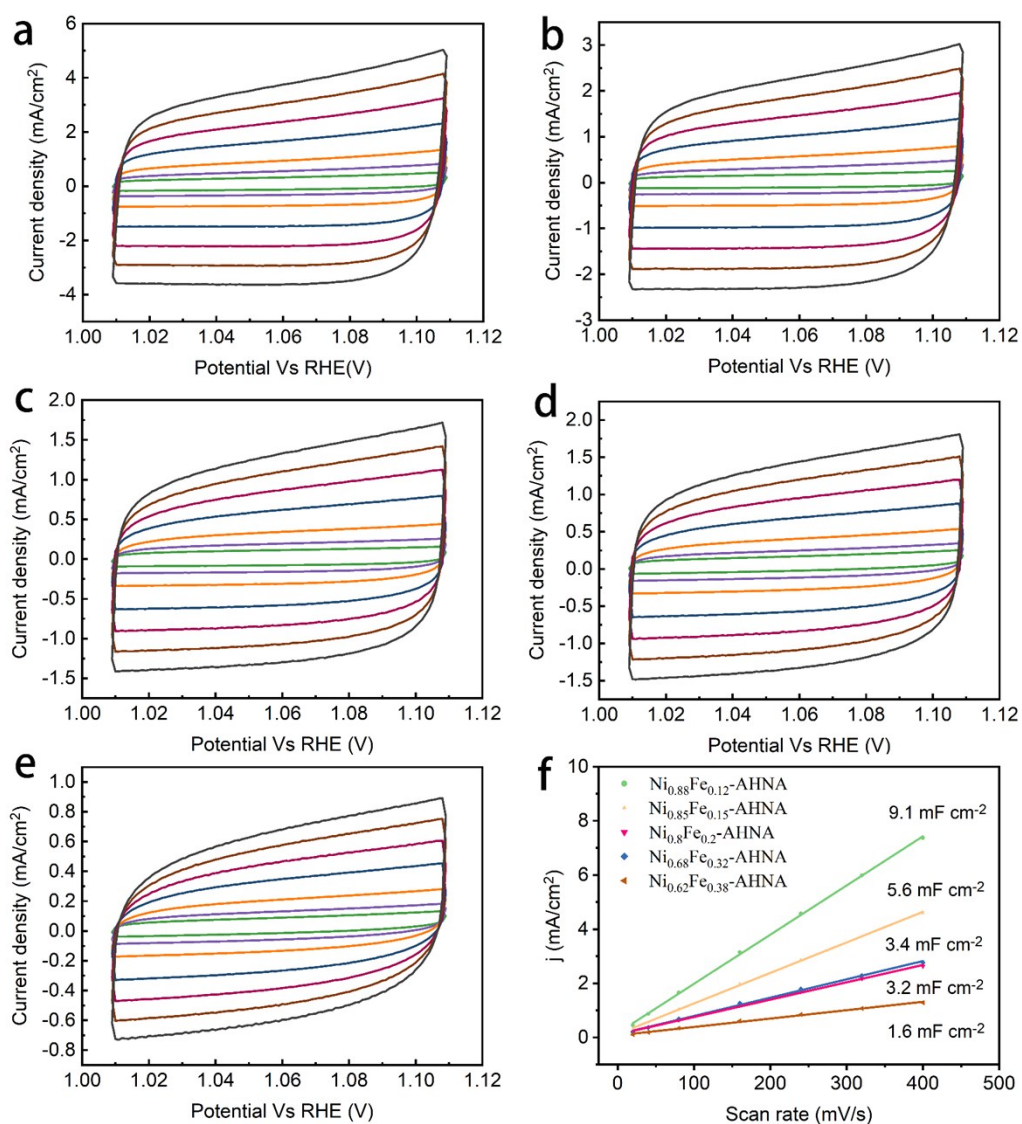 a
6
4
2
0
-2
-4
Current density (mA/cm²)
1.00 1.02 1.04 1.06 1.08 1.10 1.12
Potential Vs RHE(V)
b
3
2
1
0
-1
-2
-3
Current density (mA/cm²)
1.00 1.02 1.04 1.06 1.08 1.10 1.12
Potential Vs RHE (V)
c
2.0
1.5
1.0
0.5
0.0
-0.5
-1.0
-1.5
Current density (mA/cm²)
1.00 1.02 1.04 1.06 1.08 1.10 1.12
Potential Vs RHE (V)
d
2.0
1.5
1.0
0.5
0.0
-0.5
-1.0
-1.5
Current density (mA/cm²)
1.00 1.02 1.04 1.06 1.08 1.10 1.12
Potential Vs RHE (V)
e
1.0
0.8
0.6
0.4
0.2
0.0
-0.2
-0.4
-0.6
-0.8
Current density (mA/cm²)
1.00 1.02 1.04 1.06 1.08 1.10 1.12
Potential Vs RHE (V)
f
10
8
6
4
2
0
j (mA/cm²)
Ni₀.₈₈Fe₀.₁₂-AHNA
Ni₀.₈₅Fe₀.₁₅-AHNA
Ni₀.₈Fe₀.₂-AHNA
Ni₀.₆₈Fe₀.₃₂-AHNA
Ni₀.₆₂Fe₀.₃₈-AHNA
9.1 mF cm⁻²
5.6 mF cm⁻²
3.4 mF cm⁻²
3.2 mF cm⁻²
1.6 mF cm⁻²
0 100 200 300 400 500
Scan rate (mV/s)